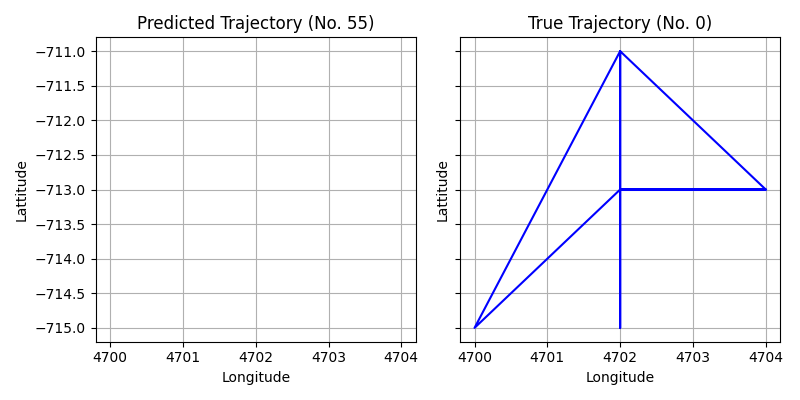 Predicted Trajectory (No. 55)
True Trajectory (No. 0)
Lattitude
−711.0
−711.5
−712.0
−712.5
−713.0
−713.5
−714.0
−714.5
−715.0
4700 4701 4702 4703 4704
Longitude
Lattitude
4700 4701 4702 4703 4704
Longitude